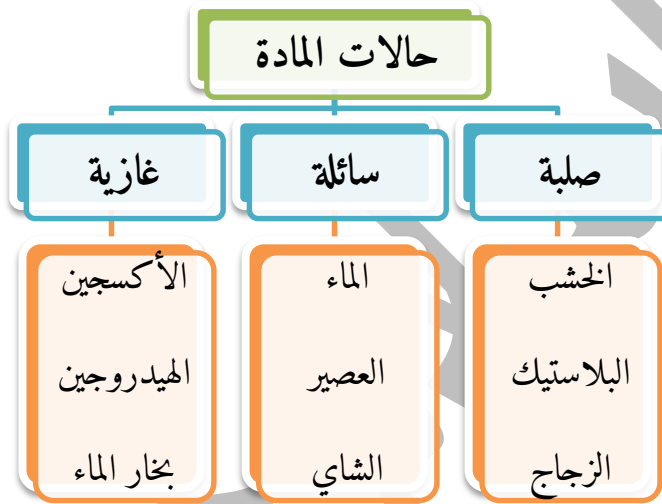 حالات المادة
صلبة
سائلة
غازية
الخشب
البلاستيك
الزجاج
الماء
العصير
الشاي
الأكسجين
الهيدروجين
بخار الماء